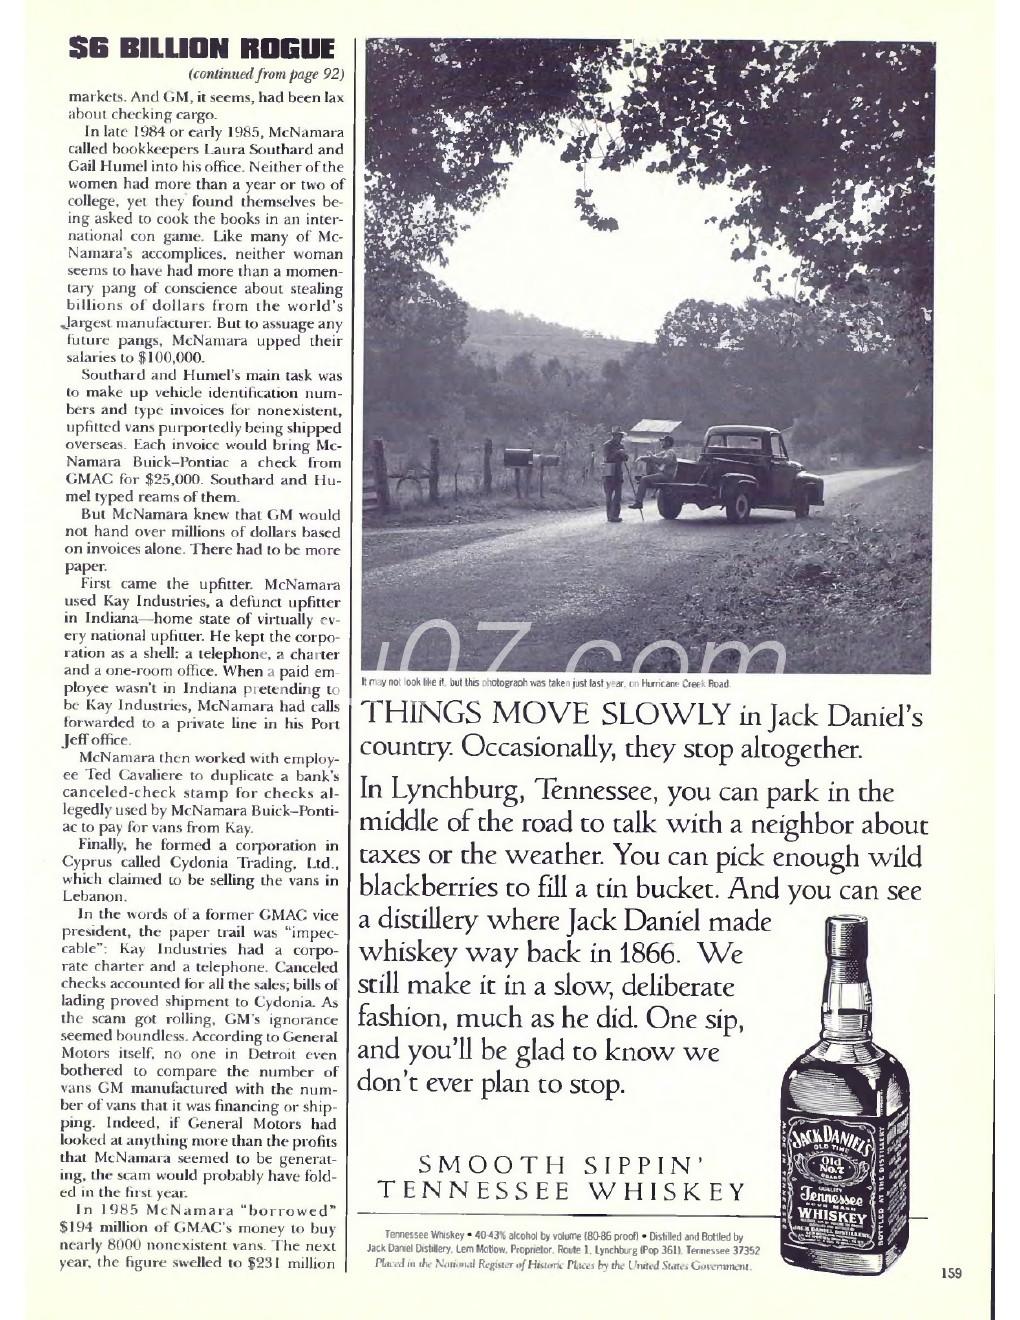 $6 BILLION ROGUE
(continued from page 92)
markets. And GM, it seems, had been lax
about checking cargo.
In late 1984 or early 1985, McNamara
called bookkeepers Laura Southard and
Gail Humel into his office. Neither of the
women had more than a year or two of
college, yet they found themselves be-
ing asked to cook the books in an inter-
national con game. Like many of Mc-
Namara's accomplices, neither woman
seems to have had more than a momen-
tary pang of conscience about stealing
billions of dollars from the world's
largest manufacturer. But to assuage any
future pangs, McNamara upped their
salaries to $100,000.
Southard and Humel's main task was
to make up vehicle identification num-
bers and type invoices for nonexistent,
upfitted vans purportedly being shipped
overseas. Each invoice would bring Mc-
Namara Buick–Pontiac a check from
GMAC for $25,000. Southard and Hu-
mel typed reams of them.
But McNamara knew that GM would
not hand over millions of dollars based
on invoices alone. There had to be more
paper.
First came the upfitter. McNamara
used Kay Industries, a defunct upfitter
in Indiana—home state of virtually ev-
ery national upfitter. He kept the corpo-
ration as a shell: a telephone, a charter
and a one-room office. When a paid em-
ployee wasn't in Indiana pretending to
be Kay Industries, McNamara had calls
forwarded to a private line in his Port
Jeff office.
McNamara then worked with employ-
ee Ted Cavaliere to duplicate a bank's
canceled-check stamp for checks al-
legedly used by McNamara Buick–Ponti-
ac to pay for vans from Kay.
Finally, he formed a corporation in
Cyprus called Cydonia Trading, Ltd.,
which claimed to be selling the vans in
Lebanon.
In the words of a former GMAC vice
president, the paper trail was "impec-
cable": Kay Industries had a corpo-
rate charter and a telephone. Canceled
checks accounted for all the sales; bills of
lading proved shipment to Cydonia. As
the scam got rolling, GM's ignorance
seemed boundless. According to General
Motors itself, no one in Detroit even
bothered to compare the number of
vans GM manufactured with the num-
ber of vans that it was financing or ship-
ping. Indeed, if General Motors had
looked at anything more than the profits
that McNamara seemed to be generat-
ing, the scam would probably have fold-
ed in the first year.
In 1985 McNamara "borrowed"
$194 million of GMAC's money to buy
nearly 8000 nonexistent vans. The next
year, the figure swelled to $231 million
07.com
It may not look like it, but this photograph was taken just last year, on Hurricane Creek Road.
THINGS MOVE SLOWLY in Jack Daniel's
country. Occasionally, they stop altogether.
In Lynchburg, Tennessee, you can park in the
middle of the road to talk with a neighbor about
taxes or the weather. You can pick enough wild
blackberries to fill a tin bucket. And you can see
a distillery where Jack Daniel made
whiskey way back in 1866. We
still make it in a slow, deliberate
fashion, much as he did. One sip,
and you'll be glad to know we
don't ever plan to stop.
SMOOTH SIPPIN'
TENNESSEE WHISKEY
JACK DANIEL'S
OLD TIME
Old
No.7
BRAND
QUALITY
Tennessee
SOUR MASH
WHISKEY
BOTTLED AT THE DISTILLERY
Tennessee Whiskey • 40-43% alcohol by volume (80-86 proof) • Distilled and Bottled by
Jack Daniel Distillery, Lem Motlow, Proprietor, Route 1, Lynchburg (Pop 361), Tennessee 37352
Placed in the National Register of Historic Places by the United States Government.
159